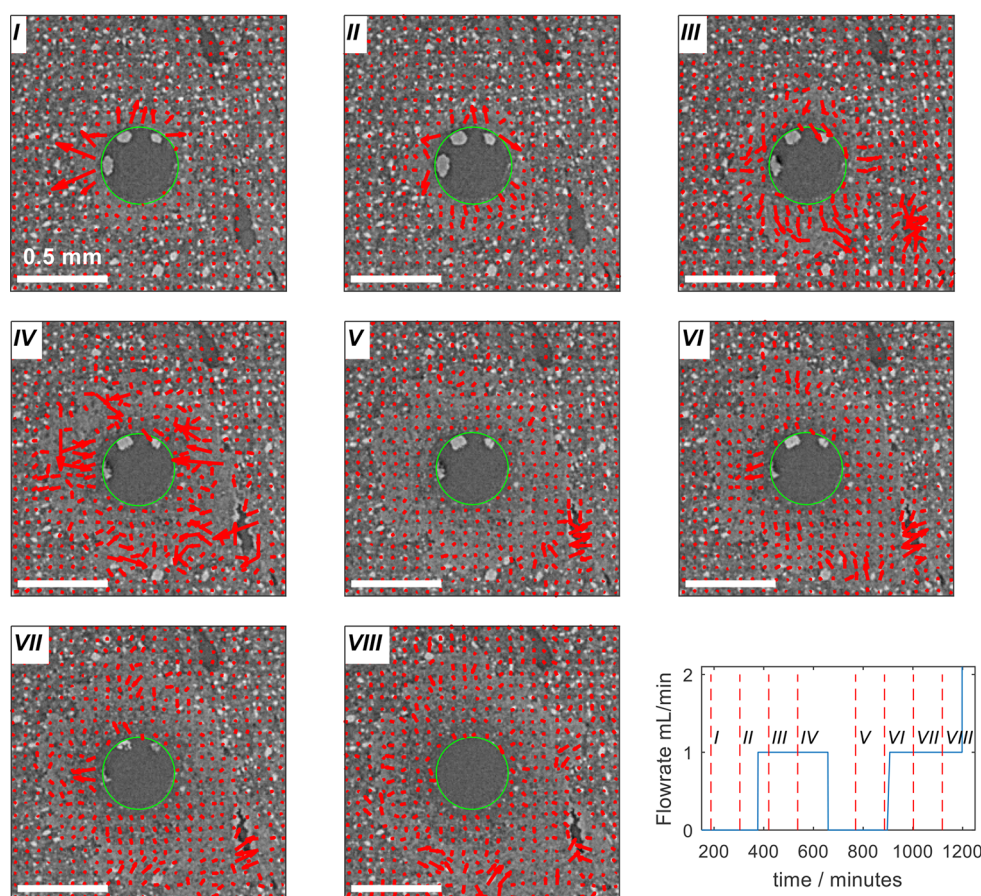 I
II
III
0.5 mm
IV
V
VI
VII
VIII
2
1
0
Flowrate mL/min
I II III IV V VI VII VIII
200 400 600 800 1000 1200
time / minutes